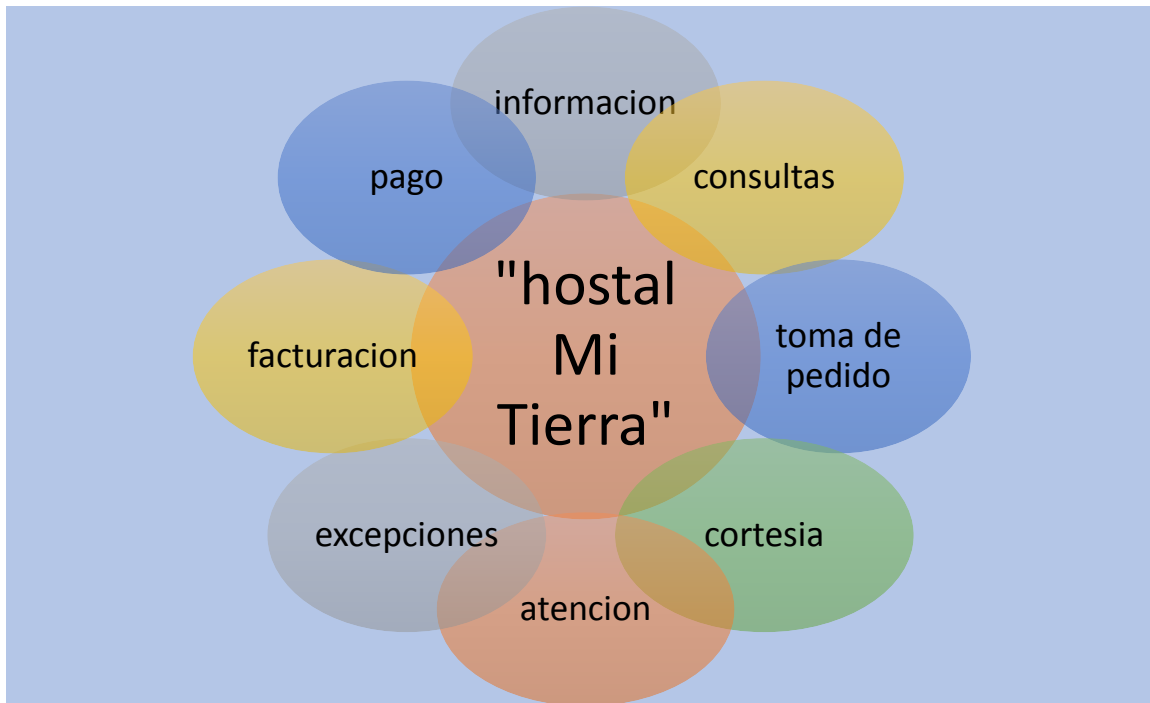 informacion
pago
consultas
"hostal
Mi
Tierra"
facturacion
toma de
pedido
excepciones
cortesia
atencion